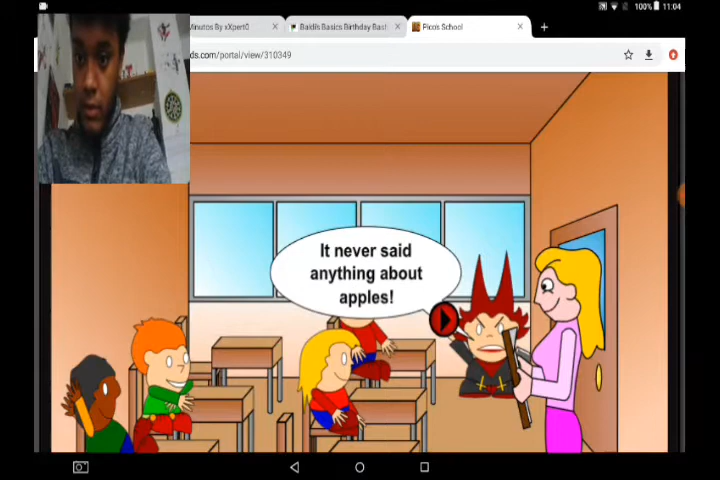 100% 11:04
Minutos By xXpert0
Baldi's Basics Birthday Bash
Pico's School
ds.com/portal/view/310349
It never said
anything about
apples!